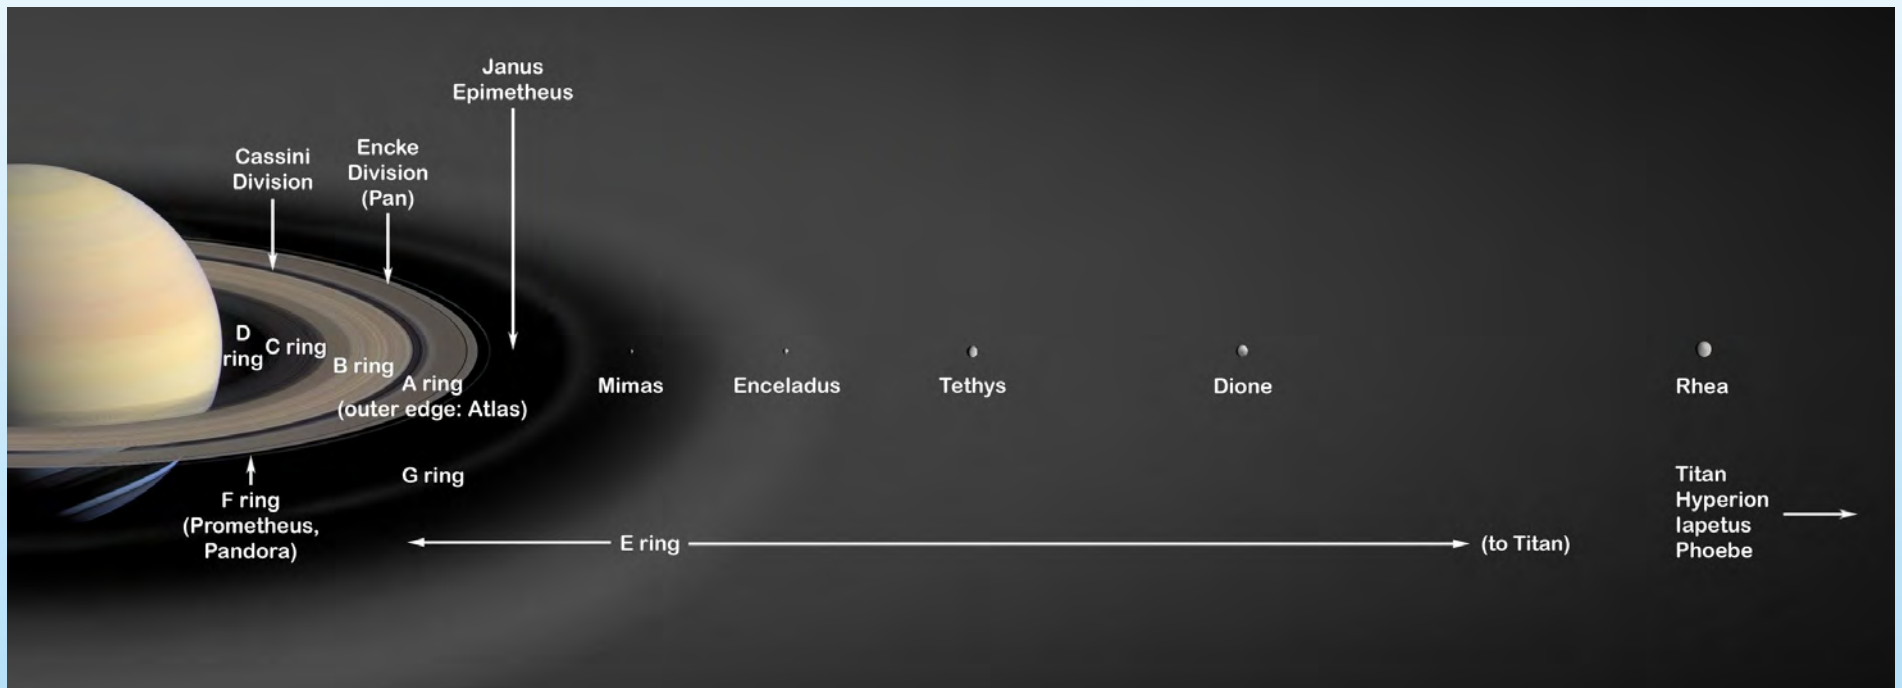 Janus
Epimetheus
Cassini
Division
Encke
Division
(Pan)
D
ring
C ring
B ring
A ring
(outer edge: Atlas)
Mimas
Enceladus
Tethys
Dione
Rhea
G ring
F ring
(Prometheus,
Pandora)
E ring
(to Titan)
Titan
Hyperion
Iapetus
Phoebe